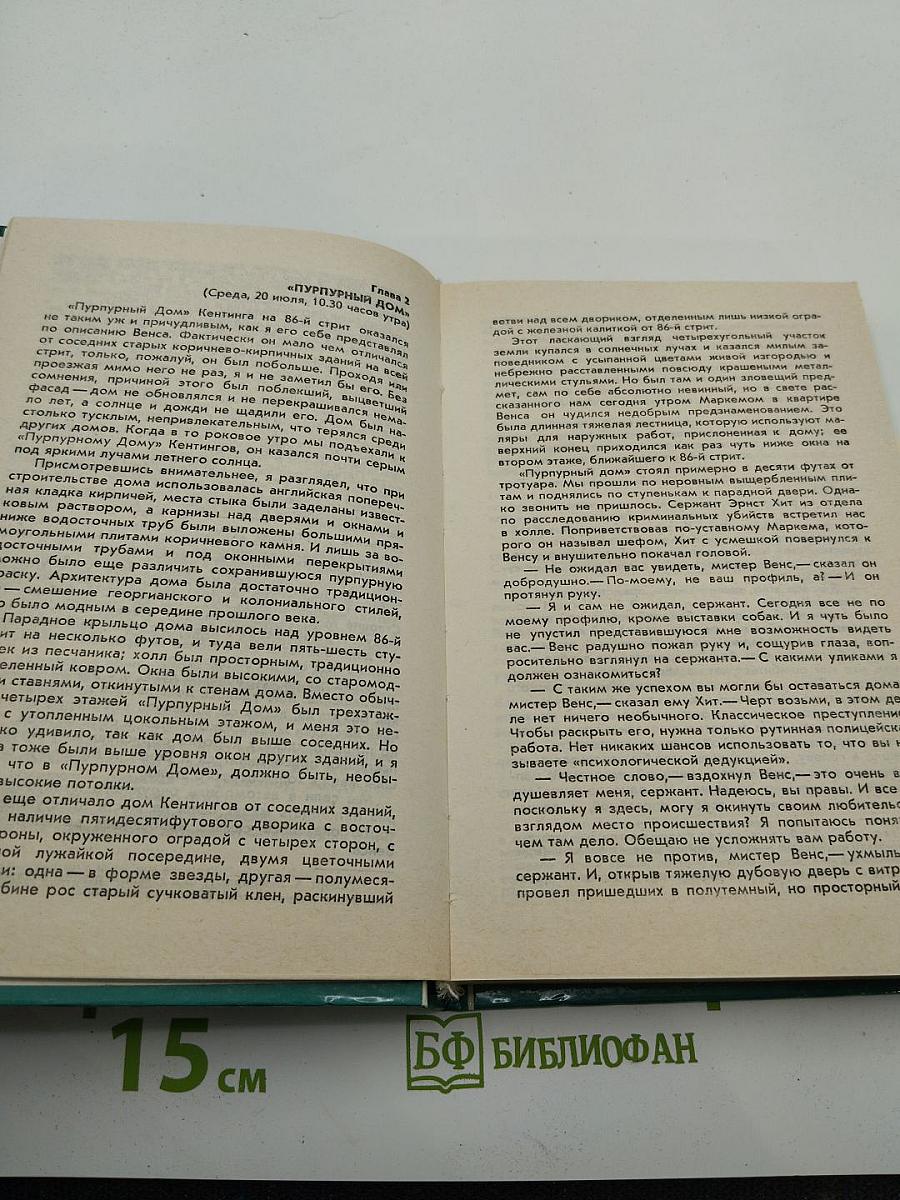 Глава 2
«ПУРПУРНЫЙ ДОМ»
(Среда, 20 июля, 10.30 часов утра)
«Пурпурный Дом» Кентинга на 86-й стрит оказался
не таким уж и причудливым, как я его себе представлял
по описанию Венса. Фактически он мало чем отличался
от соседних старых коричнево-кирпичных зданий на всей
стрит, только, пожалуй, он был побольше. Проходя или
проезжая мимо него не раз, я и не заметил бы его. Без
сомнения, причиной этого был поблекший, выцветший
фасад — дом не обновлялся и не перекрашивался нема-
ло лет, а солнце и дожди не щадили его. Дом был на-
столько тусклым, непривлекательным, что терялся среди
других домов. Когда в то роковое утро мы подъехали к
«Пурпурному Дому» Кентингов, он казался почти серым
под яркими лучами летнего солнца.
Присмотревшись внимательнее, я разглядел, что при
строительстве дома использовалась английская попереч-
ная кладка кирпичей, места стыка были заделаны извест-
ковым раствором, а карнизы над дверями и окнами и
ниже водосточных труб были выложены большими пря-
моугольными плитами коричневого камня. И лишь за во-
досточными трубами и под оконными перекрытиями
можно было еще различить сохранившуюся пурпурную
раску. Архитектура дома была достаточно традицион-
— смешение георгианского и колониального стилей,
о было модным в середине прошлого века.
Парадное крыльцо дома высилось над уровнем 86-й
ит на несколько футов, и туда вели пять-шесть сту-
ек из песчаника; холл был просторным, традиционно
еленный ковром. Окна были высокими, со старомод-
и ставнями, откинутыми к стенам дома. Вместо обыч-
четырех этажей «Пурпурный Дом» был трехэтаж-
с утопленным цокольным этажом, и меня это не-
ко удивило, так как дом был выше соседних. Но
а тоже были выше уровня окон других зданий, и я
что в «Пурпурном Доме», должно быть, необы-
высокие потолки.
еще отличало дом Кентингов от соседних зданий,
наличие пятидесятифутового дворика с восточ-
роны, окруженного оградой с четырех сторон, с
ной лужайкой посередине, двумя цветочными
и: одна — в форме звезды, другая — полумеся-
бине рос старый сучковатый клен, раскинувший
ветви над всем двориком, отделенным лишь низкой огра-
дой с железной калиткой от 86-й стрит.
Этот ласкающий взгляд четырехугольный участок
земли купался в солнечных лучах и казался милым за-
поведником с усыпанной цветами живой изгородью и
небрежно расставленными повсюду крашеными метал-
лическими стульями. Но был там и один зловещий пред-
мет, сам по себе абсолютно невинный, но в свете рас-
сказанного нам сегодня утром Маркемом в квартире
Венса он чудился недобрым предзнаменованием. Это
была длинная тяжелая лестница, которую используют ма-
ляры для наружных работ, прислоненная к дому; ее
верхний конец приходился как раз чуть ниже окна на
втором этаже, ближайшего к 86-й стрит.
«Пурпурный дом» стоял примерно в десяти футах от
тротуара. Мы прошли по неровным выщербленным пли-
там и поднялись по ступенькам к парадной двери. Одна-
ко звонить не пришлось. Сержант Эрнст Хит из отдела
по расследованию криминальных убийств встретил нас
в холле. Поприветствовав по-уставному Маркема, кото-
рого он называл шефом, Хит с усмешкой повернулся к
Венсу и внушительно покачал головой.
— Не ожидал вас увидеть, мистер Венс,— сказал он
добродушно.— По-моему, не ваш профиль, а? — И он
протянул руку.
— Я и сам не ожидал, сержант. Сегодня все не по
моему профилю, кроме выставки собак. И я чуть было
не упустил представившуюся мне возможность видеть
вас.— Венс радушно пожал руку и, сощурив глаза, воп-
росительно взглянул на сержанта.— С какими уликами я
должен ознакомиться?
— С таким же успехом вы могли бы оставаться дома
мистер Венс,— сказал ему Хит.— Черт возьми, в этом де
ле нет ничего необычного. Классическое преступление
Чтобы раскрыть его, нужна только рутинная полицейска
работа. Нет никаких шансов использовать то, что вы н
зываете «психологической дедукцией».
— Честное слово,— вздохнул Венс,— это очень в
душевляет меня, сержант. Надеюсь, вы правы. И все
поскольку я здесь, могу я окинуть своим любительс
взглядом место происшествия? Я попытаюсь поня
чем там дело. Обещаю не усложнять вам работу.
— Я вовсе не против, мистер Венс,— ухмыль
сержант. И, открыв тяжелую дубовую дверь с витр
провел пришедших в полутемный, но просторный
15 см
БФ БИБЛИОФАН